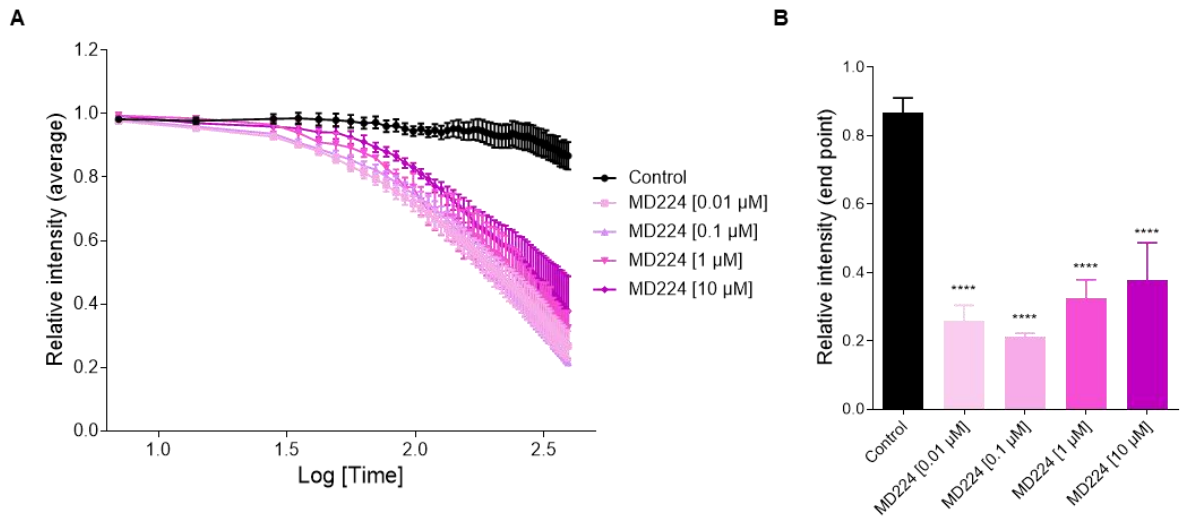 A
Relative intensity (average)
1.2
1.0
0.8
0.6
0.4
0.2
0.0
1.0 1.5 2.0 2.5
Log [Time]
Control
MD224 [0.01 µM]
MD224 [0.1 µM]
MD224 [1 µM]
MD224 [10 µM]
B
Relative intensity (end point)
1.0
0.8
0.6
0.4
0.2
0.0
**** **** **** ****
Control
MD224 [0.01 µM]
MD224 [0.1 µM]
MD224 [1 µM]
MD224 [10 µM]